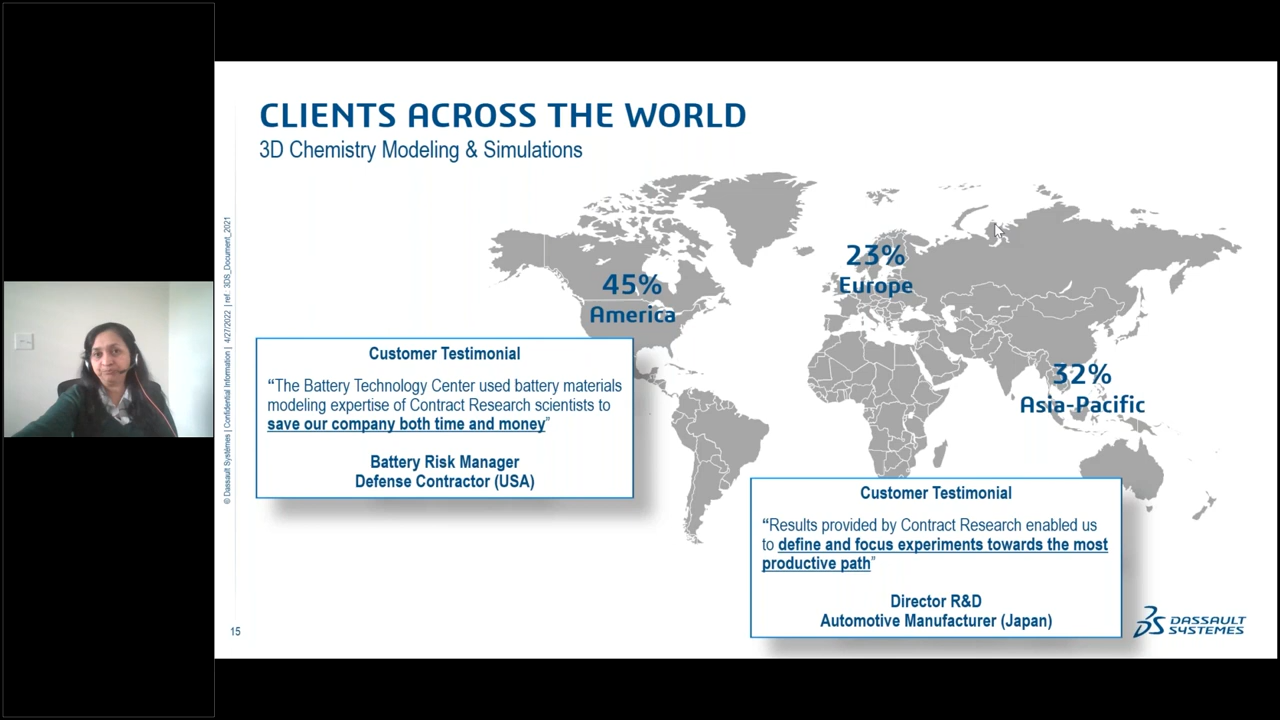 CLIENTS ACROSS THE WORLD
3D Chemistry Modeling & Simulations
45%
America
23%
Europe
32%
Asia-Pacific
Customer Testimonial
“The Battery Technology Center used battery materials
modeling expertise of Contract Research scientists to
save our company both time and money”
Battery Risk Manager
Defense Contractor (USA)
Customer Testimonial
“Results provided by Contract Research enabled us
to define and focus experiments towards the most
productive path”
Director R&D
Automotive Manufacturer (Japan)
© Dassault Systèmes | Confidential Information | 4/27/2022 | ref.: 3DS_Document_2021
15
DASSAULT
SYSTEMES